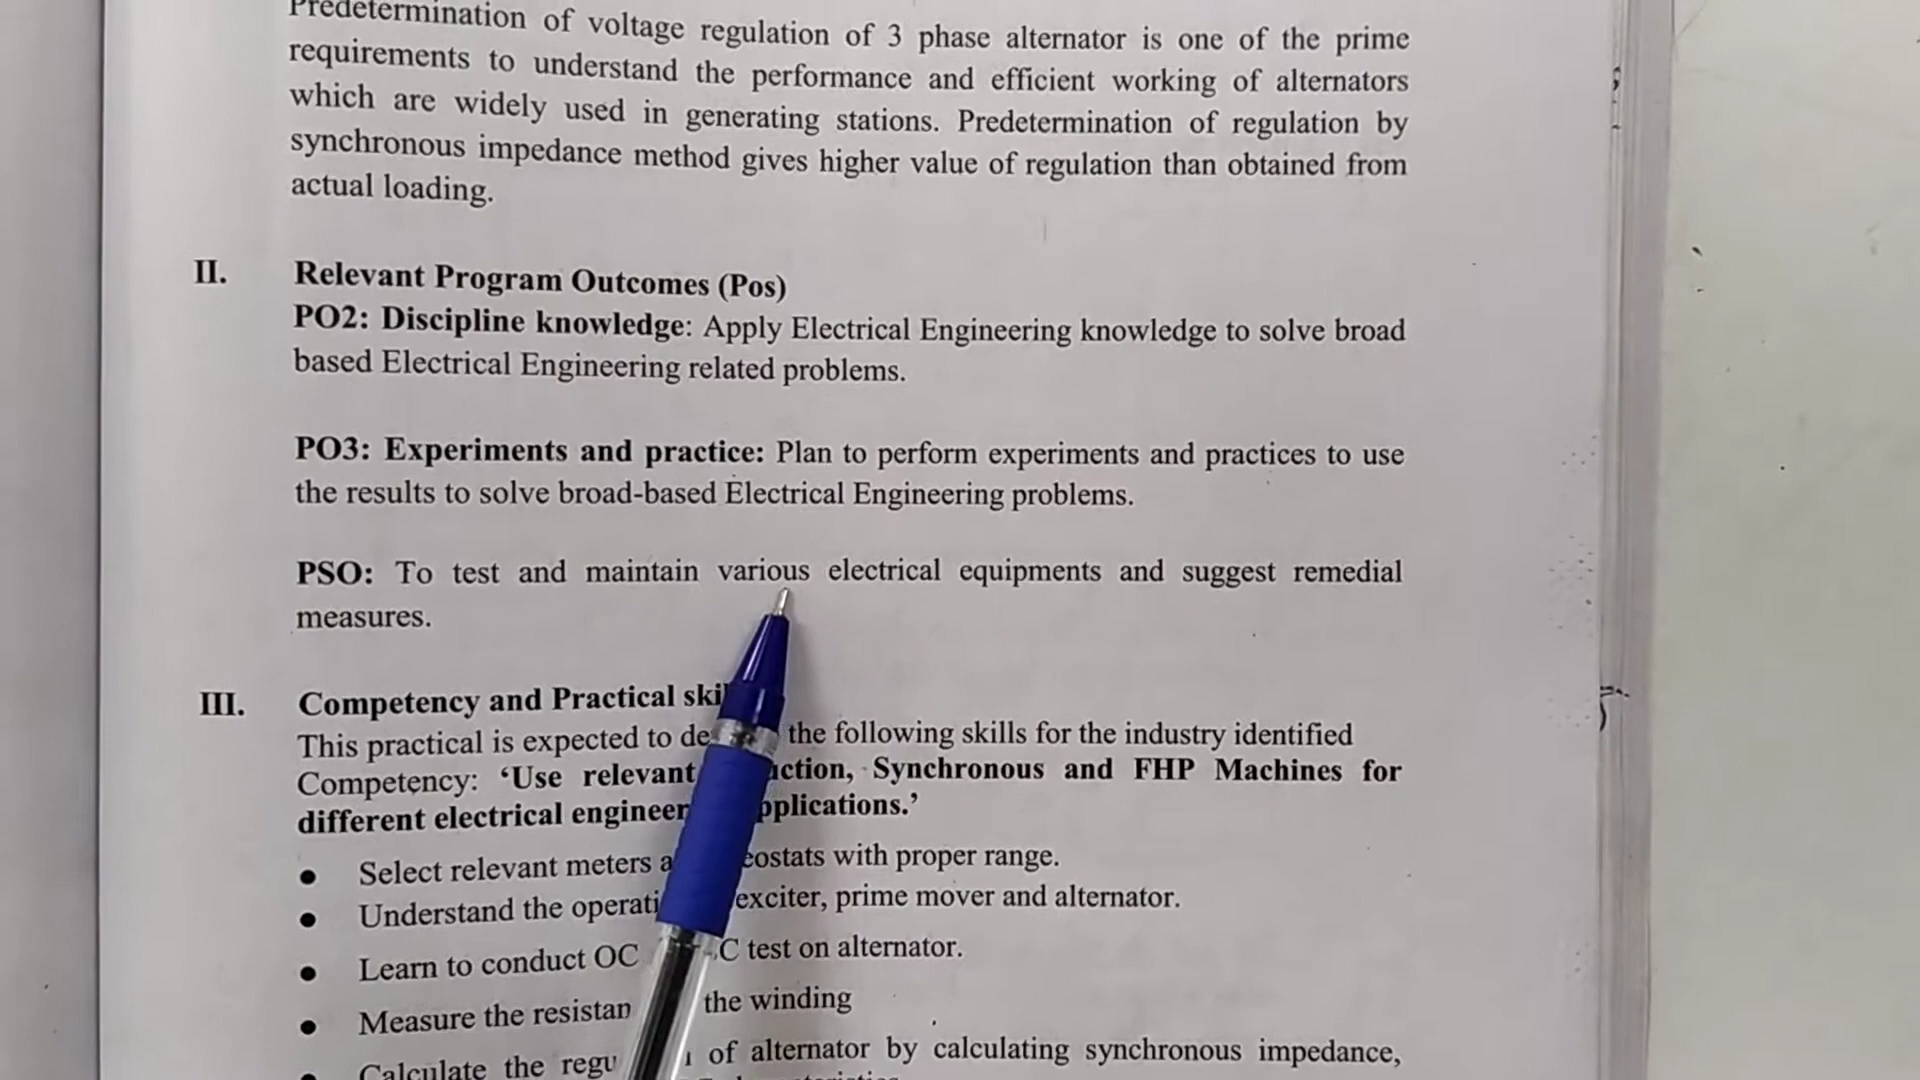 Predetermination of voltage regulation of 3 phase alternator is one of the prime
requirements to understand the performance and efficient working of alternators
which are widely used in generating stations. Predetermination of regulation by
synchronous impedance method gives higher value of regulation than obtained from
actual loading.
II. Relevant Program Outcomes (Pos)
PO2: Discipline knowledge: Apply Electrical Engineering knowledge to solve broad
based Electrical Engineering related problems.
PO3: Experiments and practice: Plan to perform experiments and practices to use
the results to solve broad-based Electrical Engineering problems.
PSO: To test and maintain various electrical equipments and suggest remedial
measures.
III. Competency and Practical ski
This practical is expected to de the following skills for the industry identified
Competency: ‘Use relevant ction, Synchronous and FHP Machines for
different electrical engineer pplications.’
● Select relevant meters a eostats with proper range.
● Understand the operati exciter, prime mover and alternator.
● Learn to conduct OC C test on alternator.
● Measure the resistan the winding
● Calculate the regu of alternator by calculating synchronous impedance,